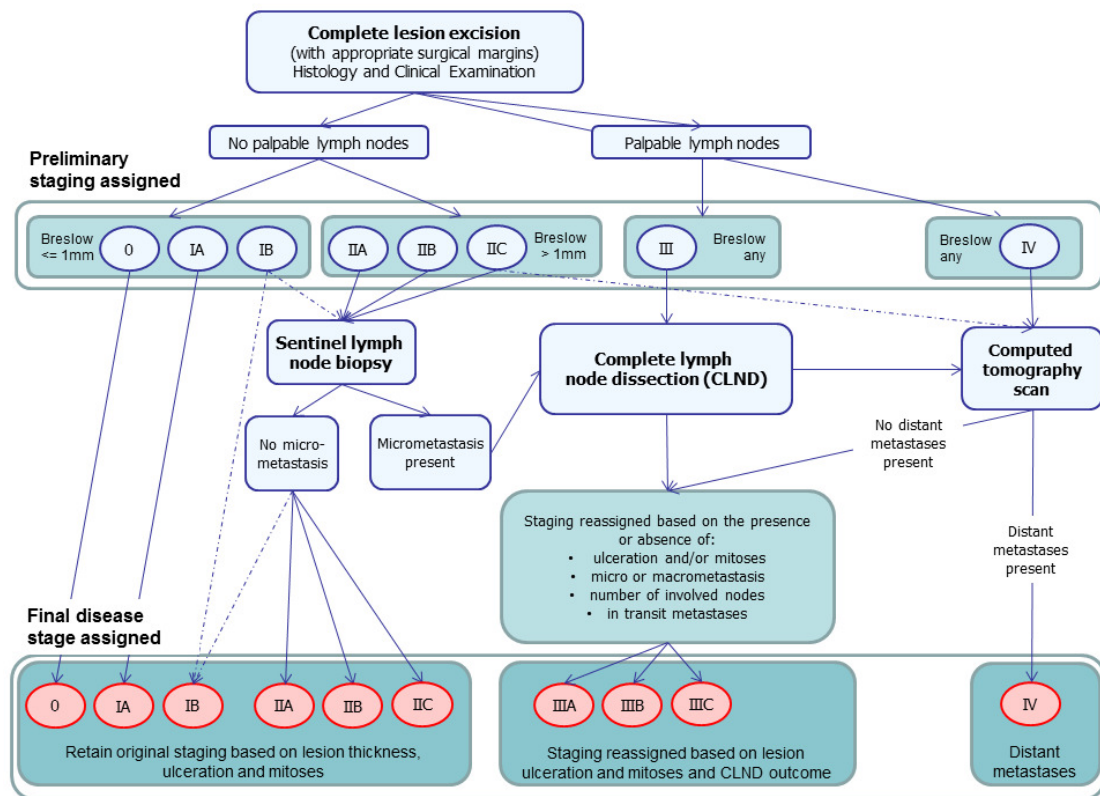 Complete lesion excision
(with appropriate surgical margins)
Histology and Clinical Examination
No palpable lymph nodes
Palpable lymph nodes
Preliminary
staging assigned
Breslow
<= 1mm
0
IA
IB
IIA
IIB
IIC
Breslow
> 1mm
III
Breslow
any
Breslow
any
IV
Sentinel lymph
node biopsy
Complete lymph
node dissection (CLND)
Computed
tomography
scan
No micro-
metastasis
Micrometastasis
present
No distant
metastases
present
Staging reassigned based on the presence
or absence of:
• ulceration and/or mitoses
• micro or macrometastasis
• number of involved nodes
• in transit metastases
Distant
metastases
present
Final disease
stage assigned
0
IA
IB
IIA
IIB
IIC
IIIA
IIIB
IIIC
IV
Retain original staging based on lesion thickness,
ulceration and mitoses
Staging reassigned based on lesion
ulceration and mitoses and CLND outcome
Distant
metastases